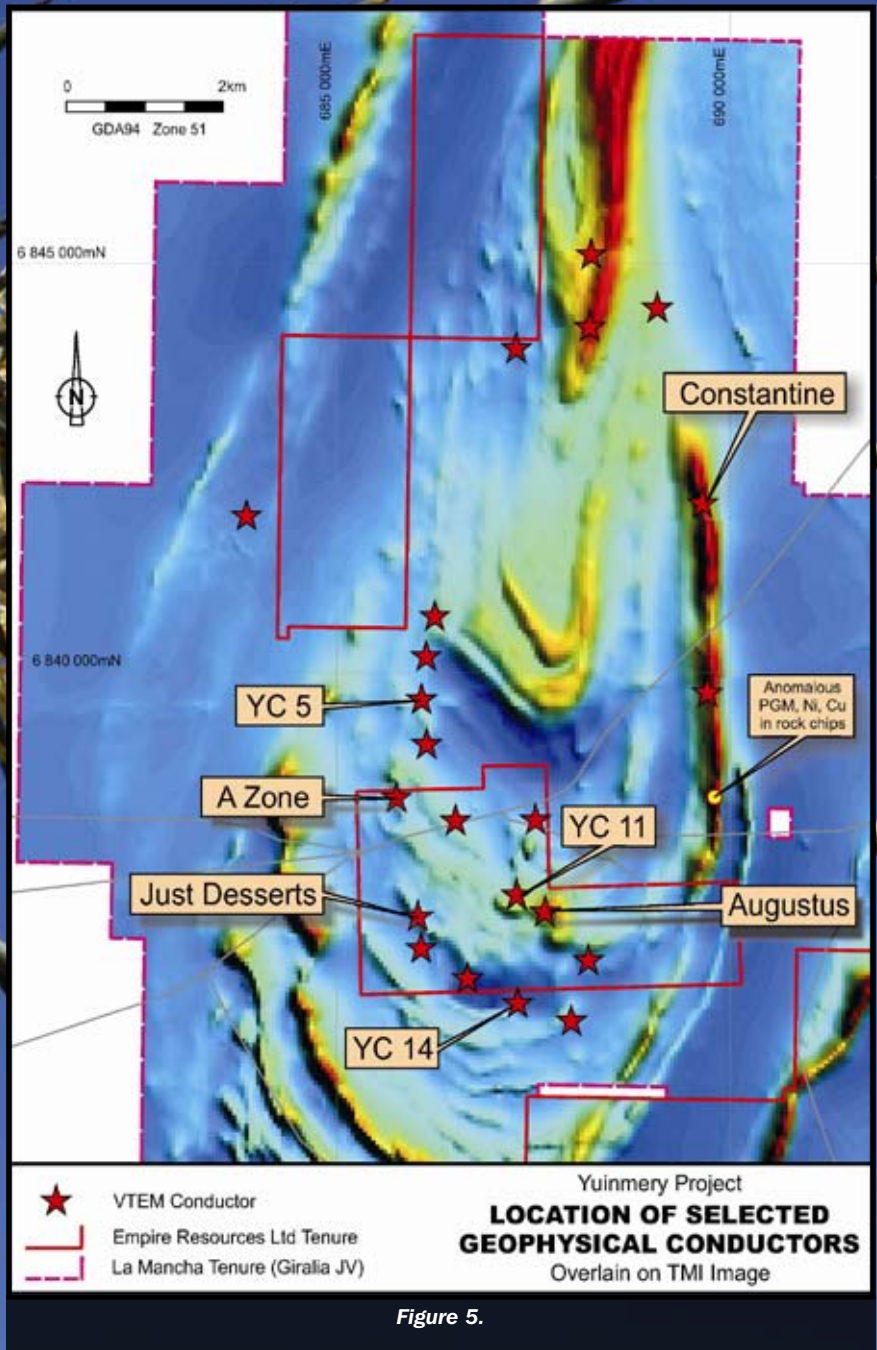 0 2km
GDA94 Zone 51
685 000mE
690 000mE
6 845 000mN
N
Constantine
6 840 000mN
YC 5
Anomalous
PGM, Ni, Cu
in rock chips
A Zone
YC 11
Just Desserts
Augustus
YC 14
VTEM Conductor
Empire Resources Ltd Tenure
La Mancha Tenure (Giralia JV)
Yuinmery Project
LOCATION OF SELECTED
GEOPHYSICAL CONDUCTORS
Overlain on TMI Image
Figure 5.